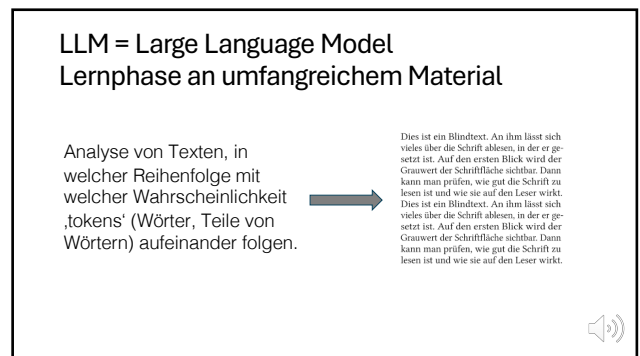 LLM = Large Language Model
Lernphase an umfangreichem Material
Analyse von Texten, in
welcher Reihenfolge mit
welcher Wahrscheinlichkeit
‚tokens‘ (Wörter, Teile von
Wörtern) aufeinander folgen.
Dies ist ein Blindtext. An ihm lässt sich
vieles über die Schrift ablesen, in der er ge-
setzt ist. Auf den ersten Blick wird der
Grauwert der Schriftfläche sichtbar. Dann
kann man prüfen, wie gut die Schrift zu
lesen ist und wie sie auf den Leser wirkt.
Dies ist ein Blindtext. An ihm lässt sich
vieles über die Schrift ablesen, in der er ge-
setzt ist. Auf den ersten Blick wird der
Grauwert der Schriftfläche sichtbar. Dann
kann man prüfen, wie gut die Schrift zu
lesen ist und wie sie auf den Leser wirkt.